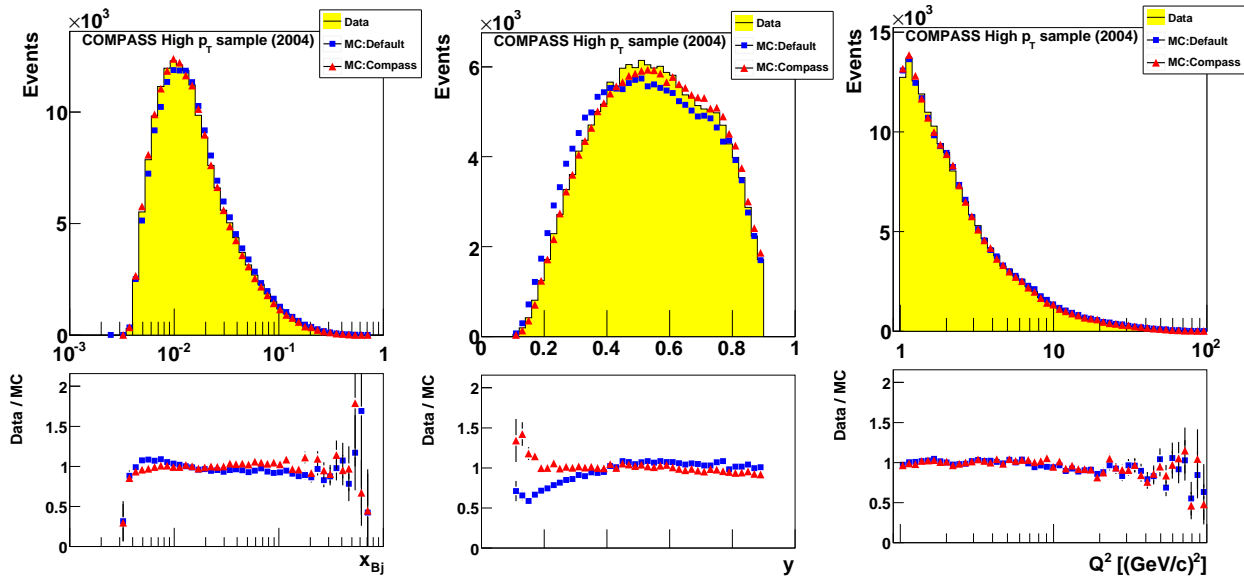 ×10³
COMPASS High p_T sample (2004)
Data
MC:Default
MC:Compass
Events
10
5
0
10⁻³
10⁻²
10⁻¹
1
×10³
COMPASS High p_T sample (2004)
Data
MC:Default
MC:Compass
Events
6
4
2
0
0
0.2
0.4
0.6
0.8
1
×10³
COMPASS High p_T sample (2004)
Data
MC:Default
MC:Compass
Events
15
10
5
0
1
10
10²
Data / MC
2
1.5
1
0.5
0
x_Bj
Data / MC
2
1.5
1
0.5
0
y
Data / MC
2
1.5
1
0.5
0
Q² [(GeV/c)²]